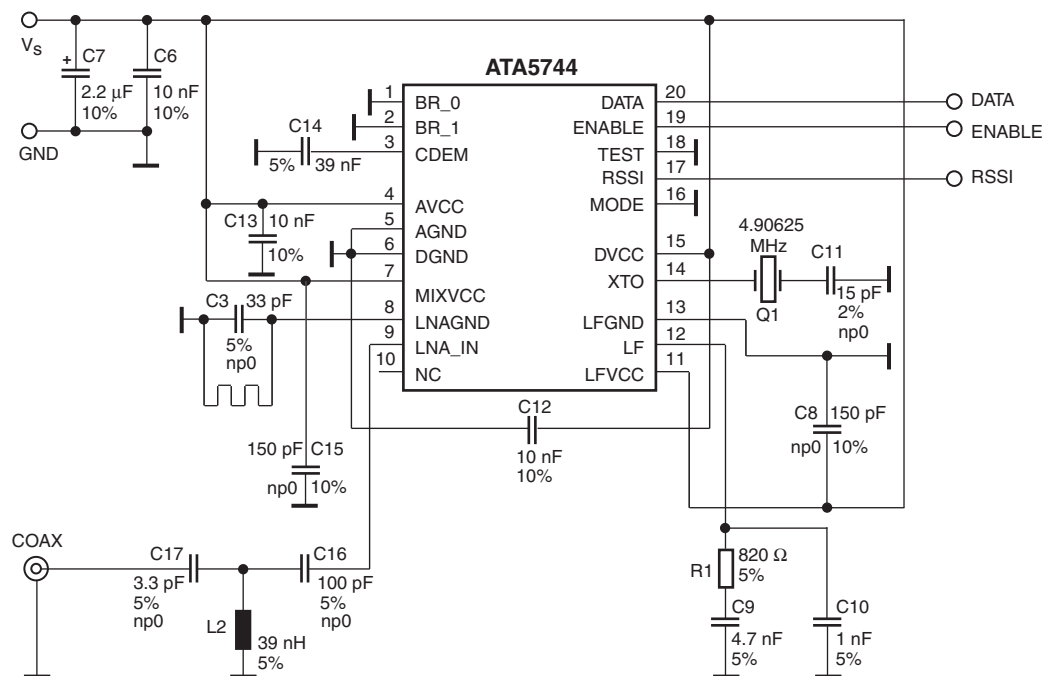 VS
C7
C6
+
2.2 µF
10 nF
10%
10%
GND
ATA5744
1
BR_0
2
BR_1
3
CDEM
C14
5%
39 nF
4
AVCC
5
AGND
6
DGND
7
MIXVCC
8
LNAGND
9
LNA_IN
10
NC
20
DATA
19
ENABLE
18
TEST
17
RSSI
16
MODE
15
DVCC
14
XTO
13
LFGND
12
LF
11
LFVCC
DATA
ENABLE
RSSI
C13
10 nF
10%
C3
33 pF
5%
np0
4.90625
MHz
Q1
C11
15 pF
2%
np0
C12
10 nF
10%
C8
150 pF
np0
10%
150 pF
C15
np0
10%
COAX
C17
3.3 pF
5%
np0
C16
100 pF
5%
np0
L2
39 nH
5%
R1
820 Ω
5%
C9
4.7 nF
5%
C10
1 nF
5%